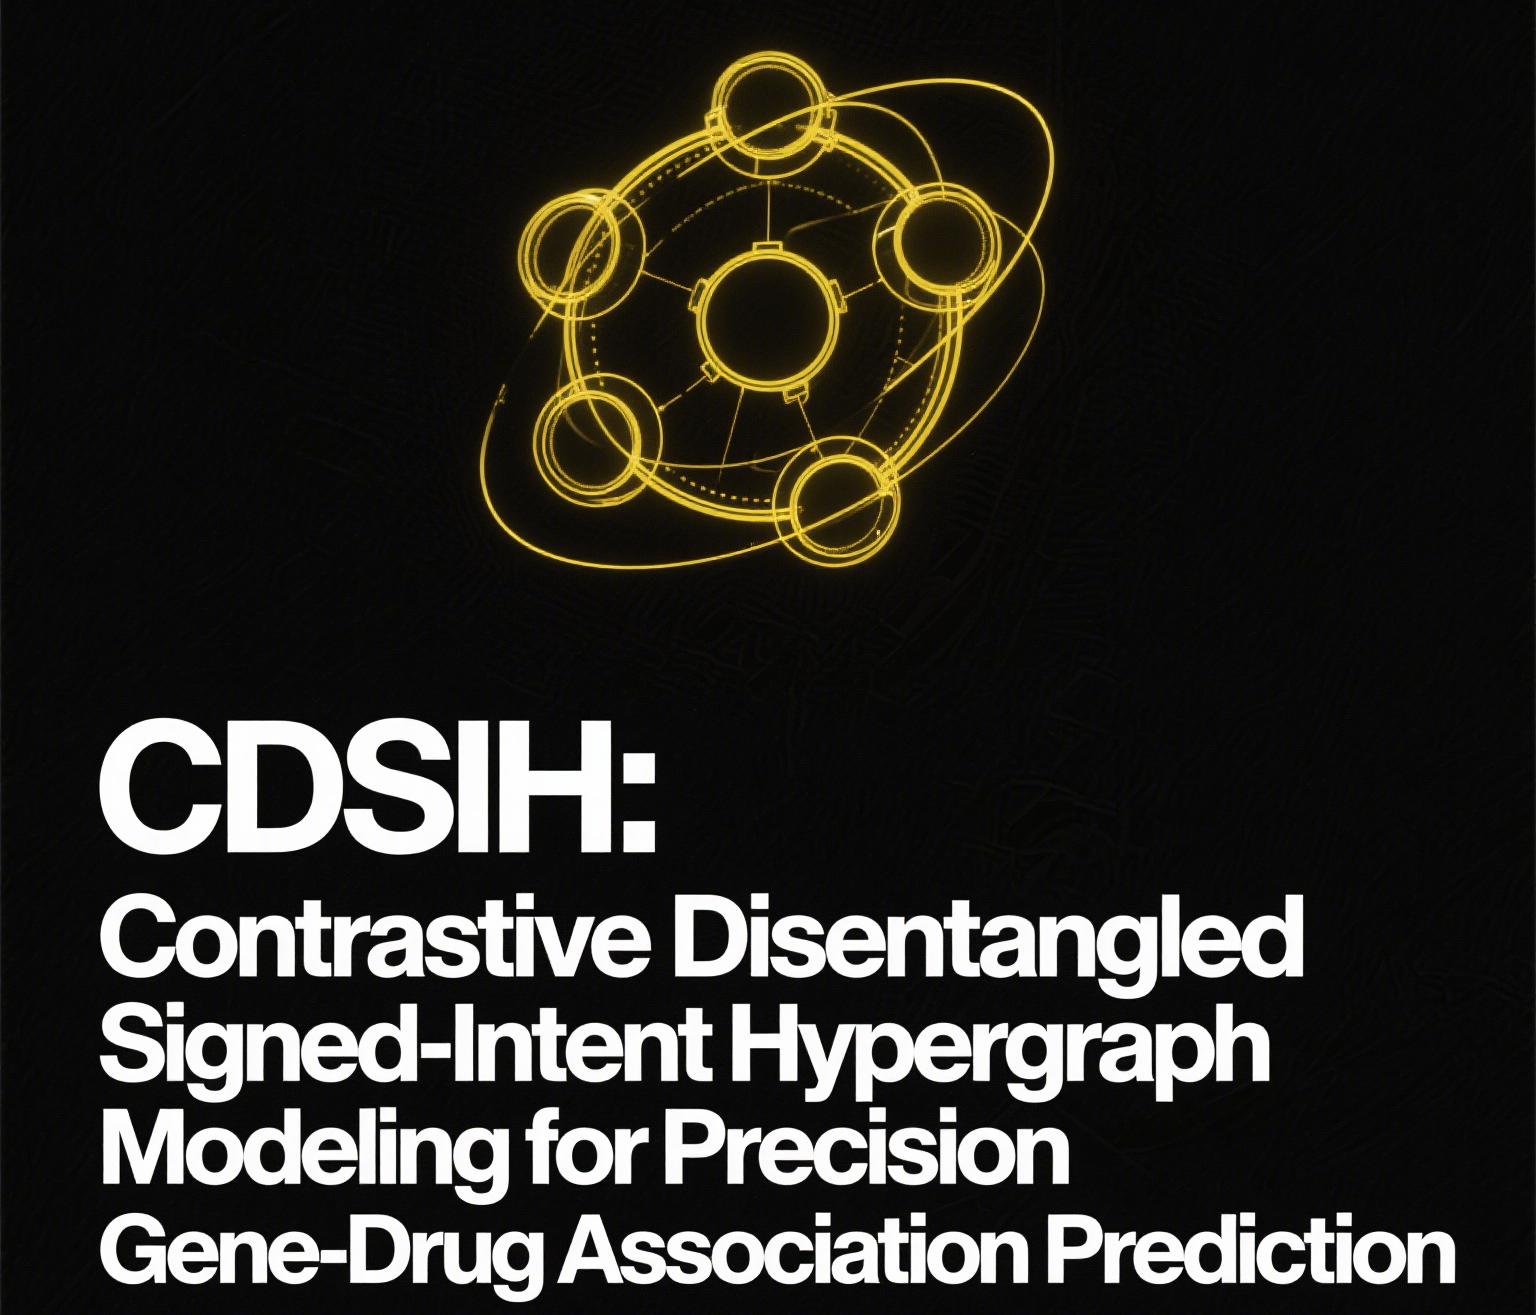 CDSIH:
Contrastive Disentangled
Signed-Intent Hypergraph
Modeling for Precision
Gene-Drug Association Prediction